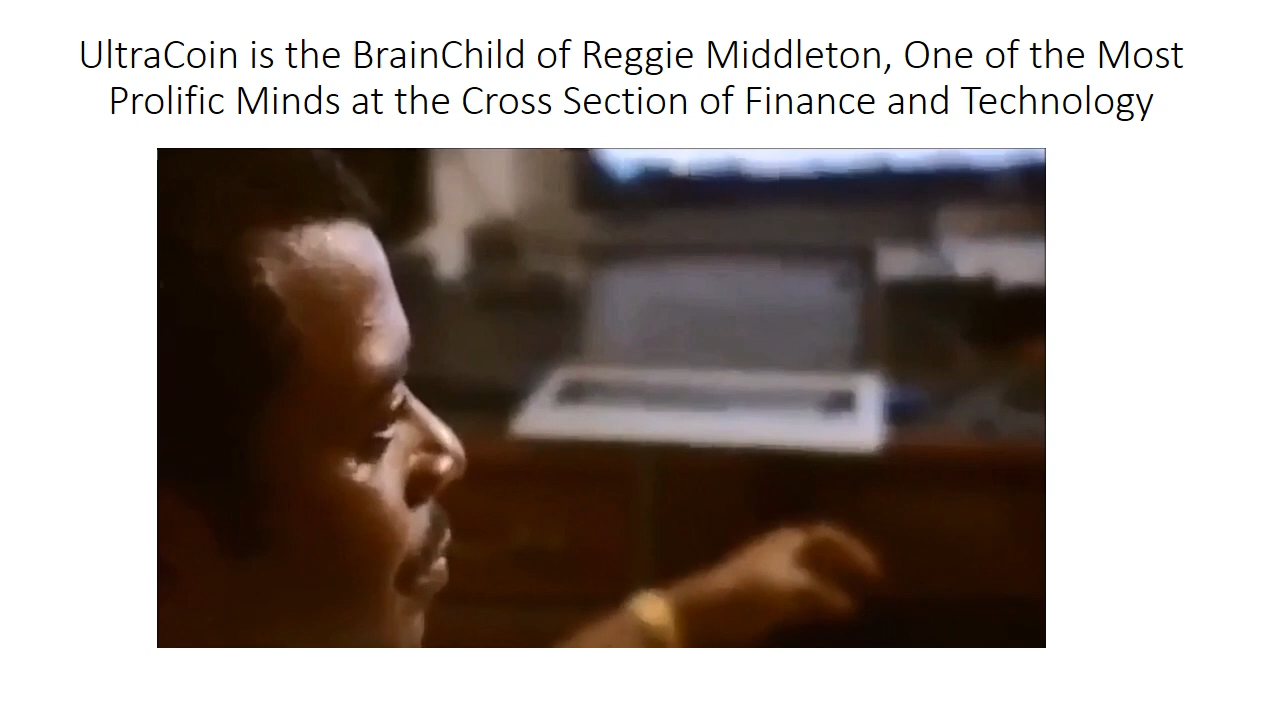 UltraCoin is the BrainChild of Reggie Middleton, One of the Most
Prolific Minds at the Cross Section of Finance and Technology